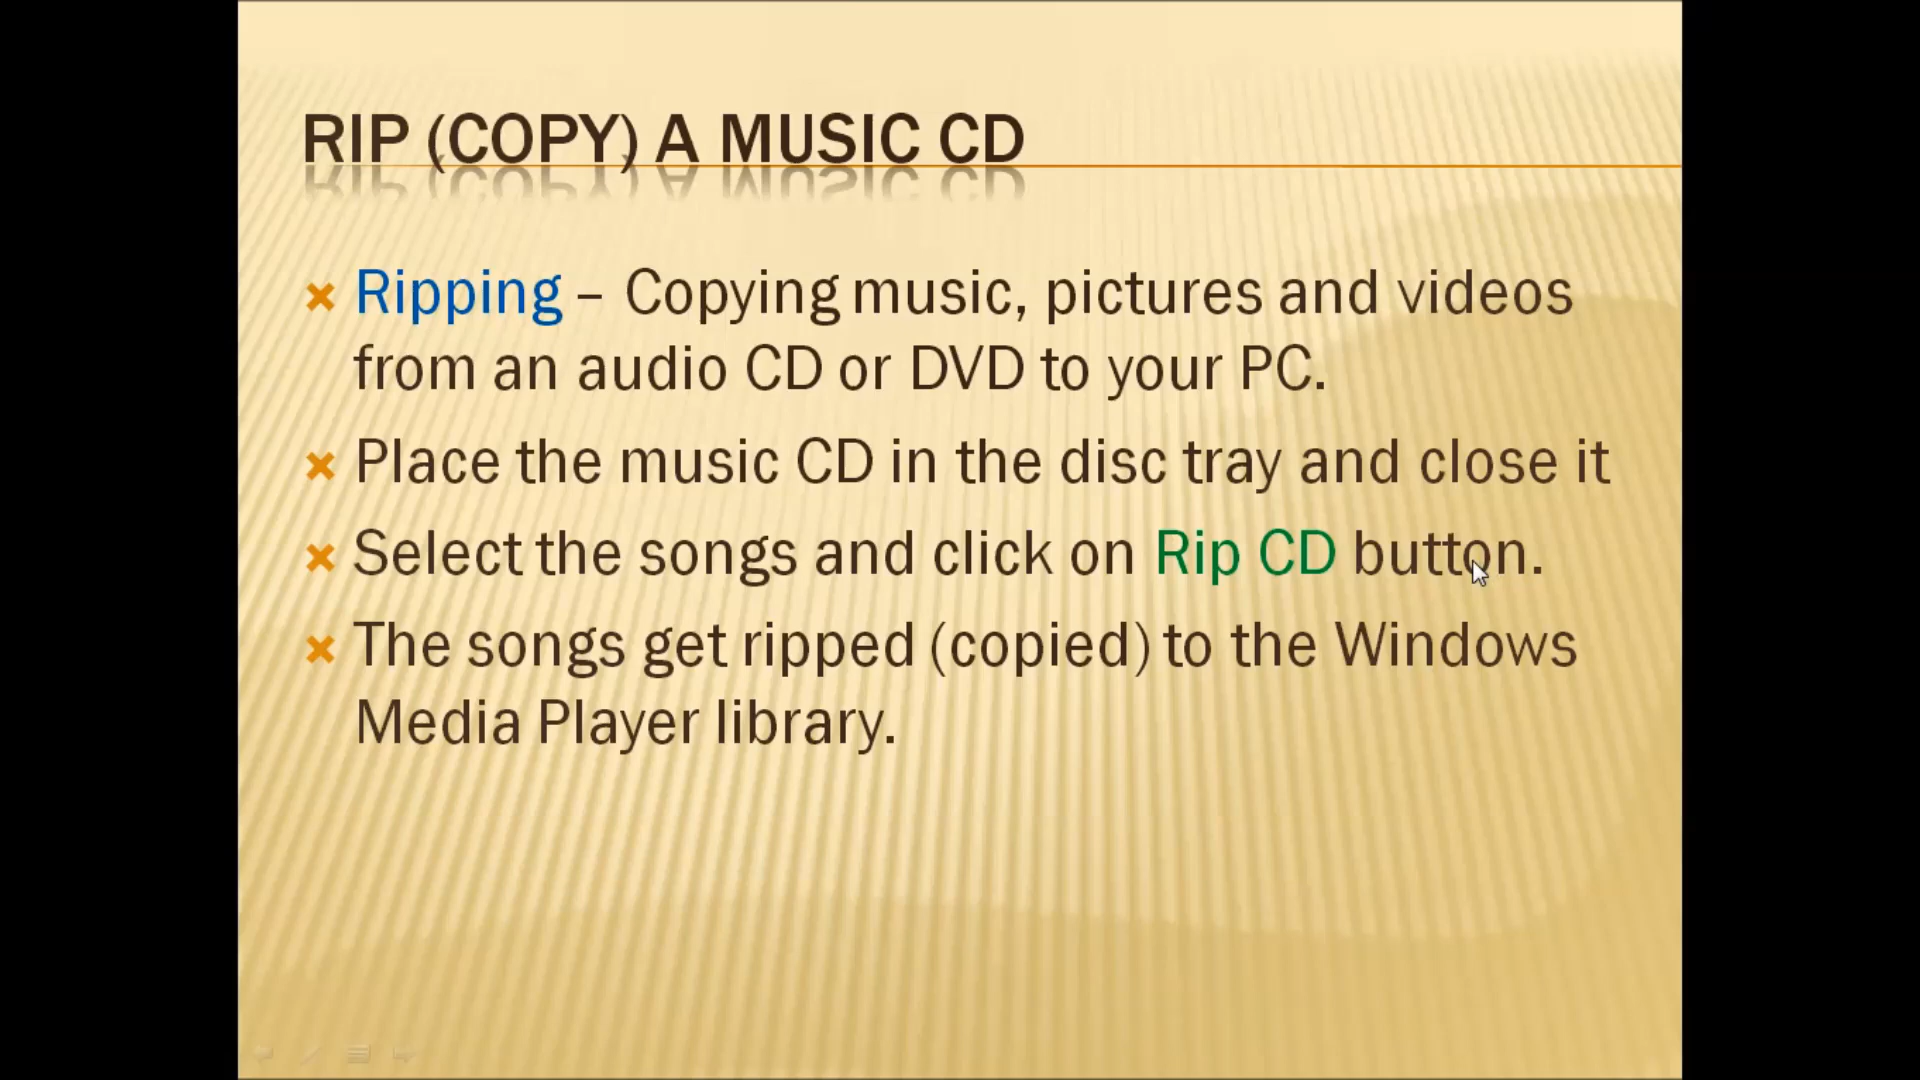 RIP (COPY) A MUSIC CD
Ripping – Copying music, pictures and videos
from an audio CD or DVD to your PC.
Place the music CD in the disc tray and close it
Select the songs and click on Rip CD button.
The songs get ripped (copied) to the Windows
Media Player library.